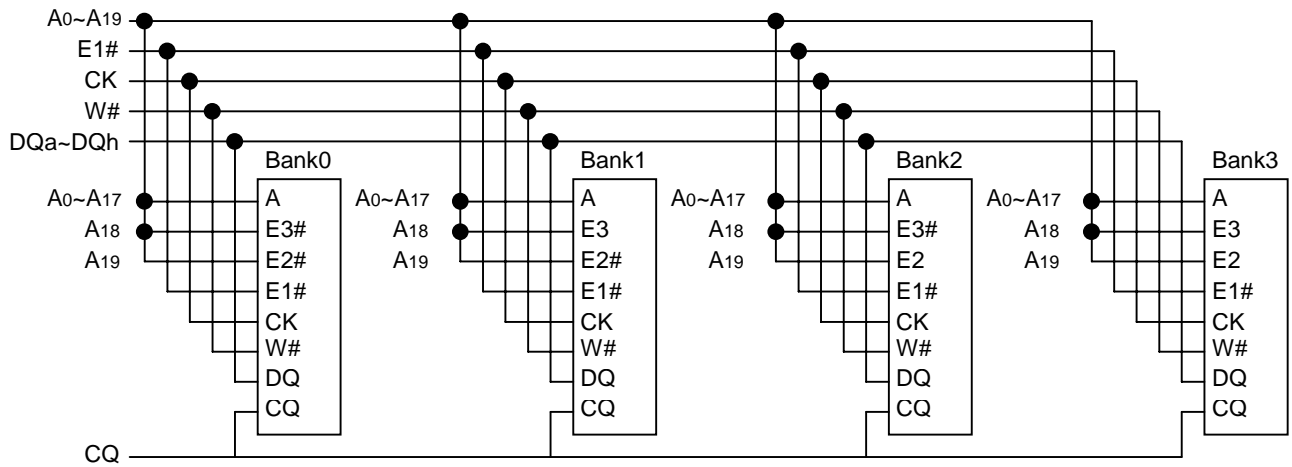 A0~A19
E1#
CK
W#
DQa~DQh
Bank0 Bank1 Bank2 Bank3
A0~A17 A A0~A17 A A0~A17 A A0~A17 A
A18 E3# A18 E3 A18 E3# A18 E3
A19 E2# A19 E2# A19 E2 A19 E2
E1# E1# E1# E1#
CK CK CK CK
W# W# W# W#
DQ DQ DQ DQ
CQ CQ CQ CQ
CQ